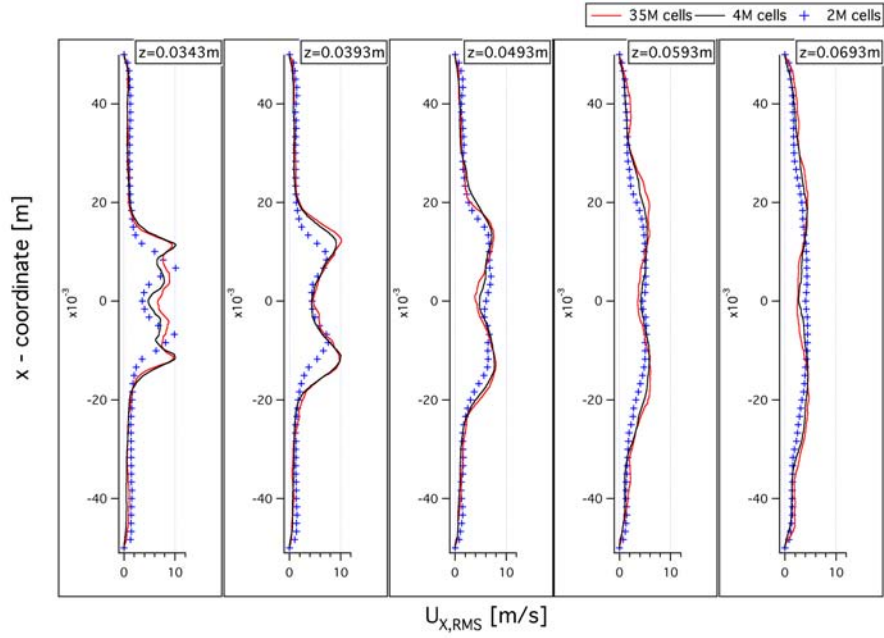 35M cells 4M cells + 2M cells
z=0.0343m z=0.0393m z=0.0493m z=0.0593m z=0.0693m
40 40 40 40 40
20 20 20 20 20
x - coordinate [m]
x10⁻³ x10⁻³ x10⁻³ x10⁻³ x10⁻³
0 0 0 0 0
-20 -20 -20 -20 -20
-40 -40 -40 -40 -40
0 10 0 10 0 10 0 10 0 10
U_X,RMS [m/s]